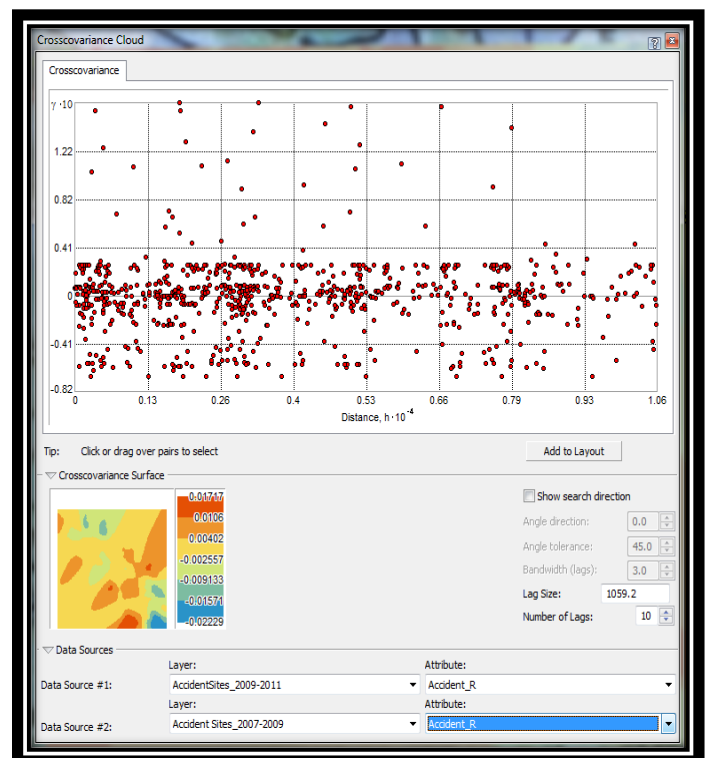 Crosscovariance Cloud
Crosscovariance
γ ·10
1.22
0.82
0.41
0
-0.41
-0.82
0 0.13 0.26 0.4 0.53 0.66 0.79 0.93 1.06
Distance, h·10 -4
Tip: Click or drag over pairs to select
Add to Layout
Crosscovariance Surface
0.01717
0.0106
0.00402
-0.002557
-0.009133
-0.01571
-0.02229
Show search direction
Angle direction: 0.0
Angle tolerance: 45.0
Bandwidth (lags): 3.0
Lag Size: 1059.2
Number of Lags: 10
Data Sources
Layer: Attribute:
Data Source #1: AccidentSites_2009-2011 Accident_R
Layer: Attribute:
Data Source #2: Accident Sites_2007-2009 Accident_R